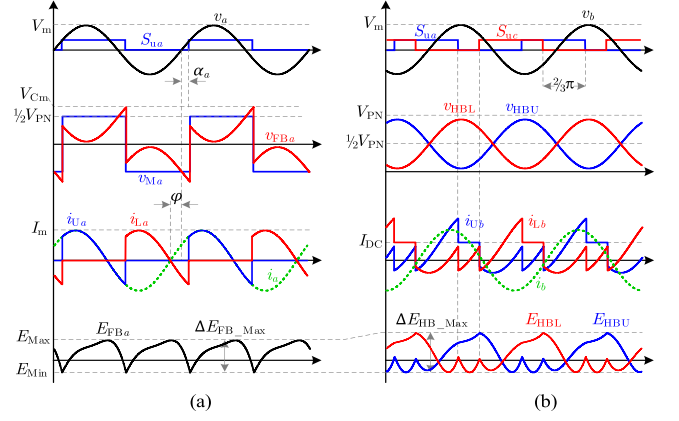 V_m S_ua v_a
α_a
V_Cm
½V_PN
v_FBa
v_Ma
φ
I_m i_Ua i_La
i_a
E_Max E_FBa ΔE_FB_Max
E_Min
(a)
V_m S_ua S_uc v_b
⅔π
V_PN v_HBL v_HBU
½V_PN
i_Ub i_Lb
I_DC
i_b
ΔE_HB_Max E_HBL E_HBU
(b)